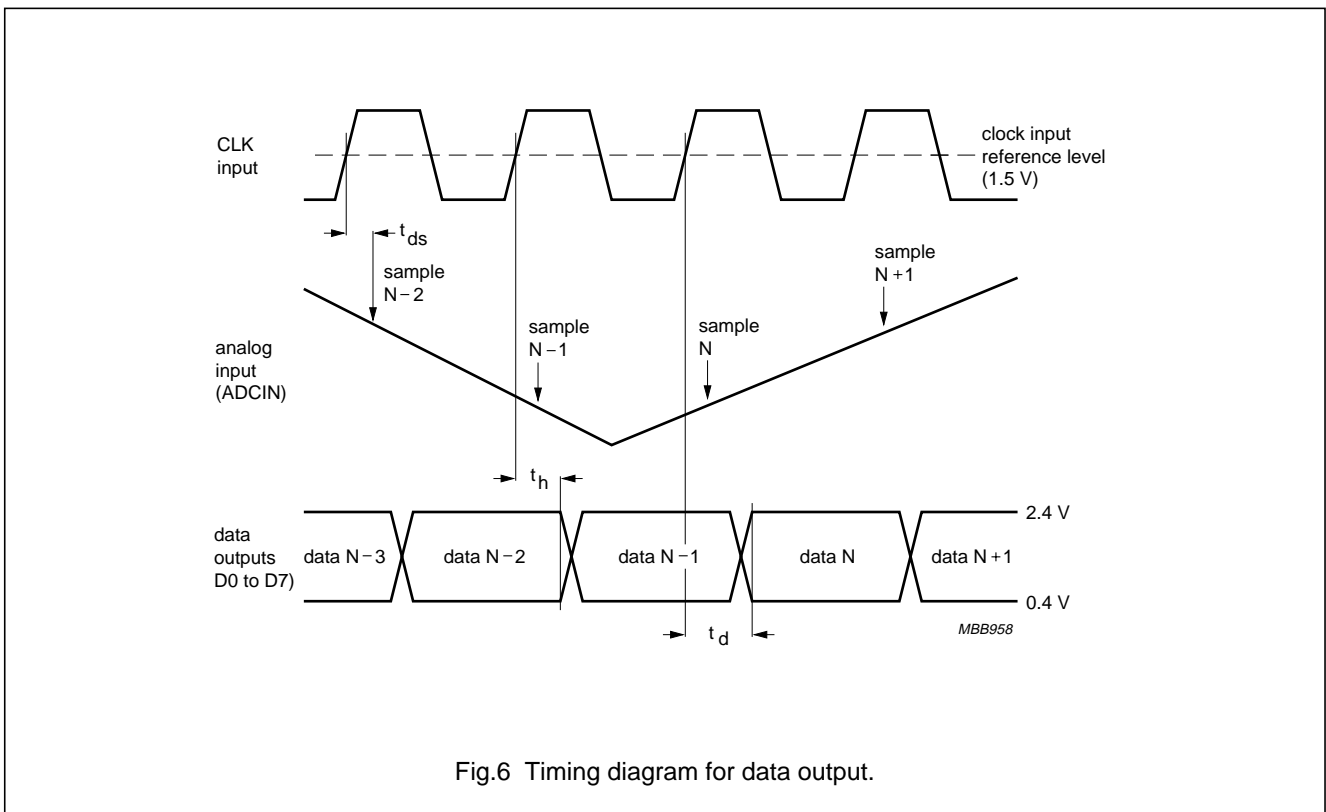 CLK
input
clock input
reference level
(1.5 V)
t ds
sample
N−2
sample
N+1
sample
N−1
sample
N
analog
input
(ADCIN)
t h
data
outputs
D0 to D7)
data N−3
data N−2
data N−1
data N
data N+1
2.4 V
0.4 V
t d
MBB958
Fig.6 Timing diagram for data output.